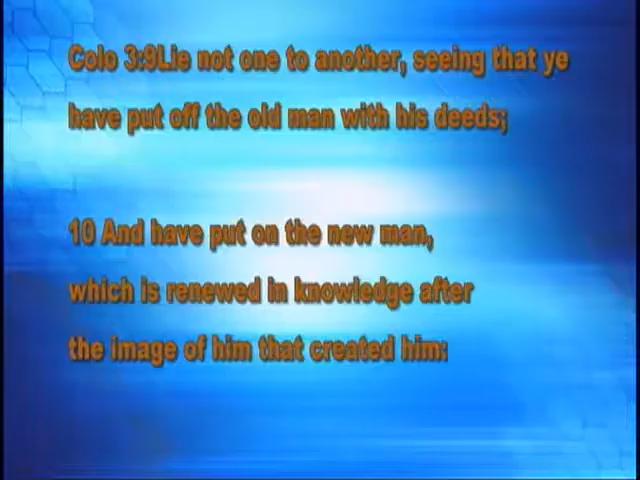 Colo 3:9Lie not one to another, seeing that ye
have put off the old man with his deeds;
10 And have put on the new man,
which is renewed in knowledge after
the image of him that created him: